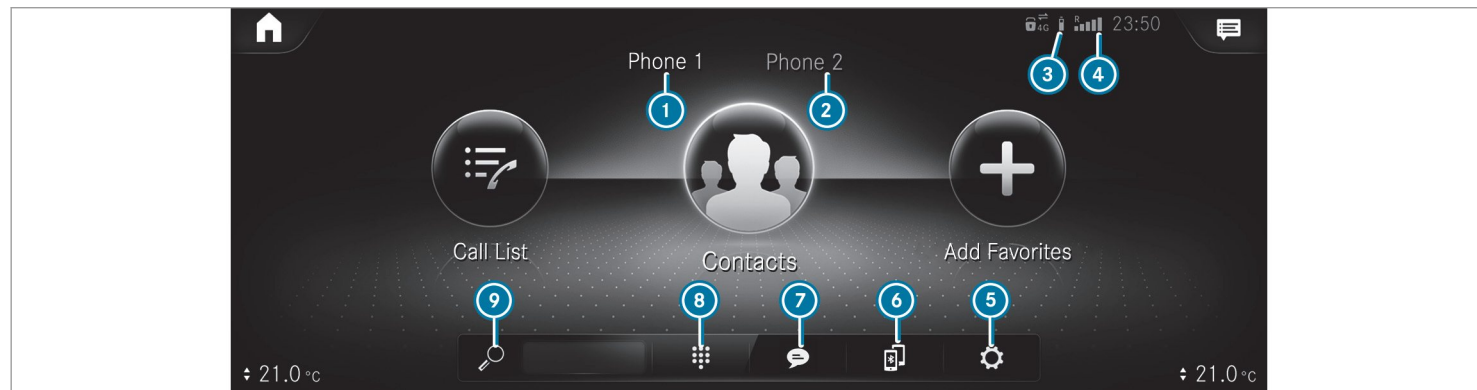 4G R 23:50
Phone 1 Phone 2
3 4
1 2
Call List Contacts Add Favorites
9 8 7 6 5
21.0 °C 21.0 °C